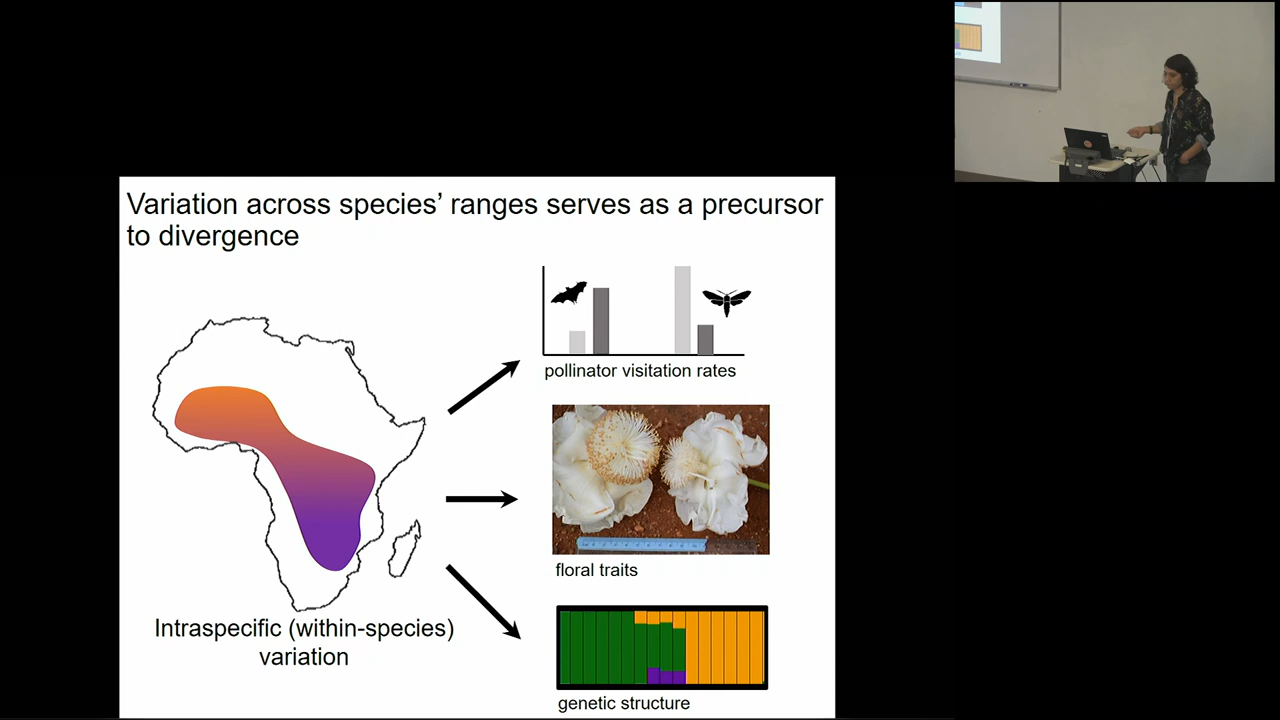 Variation across species’ ranges serves as a precursor
to divergence
pollinator visitation rates
floral traits
Intraspecific (within-species)
variation
genetic structure